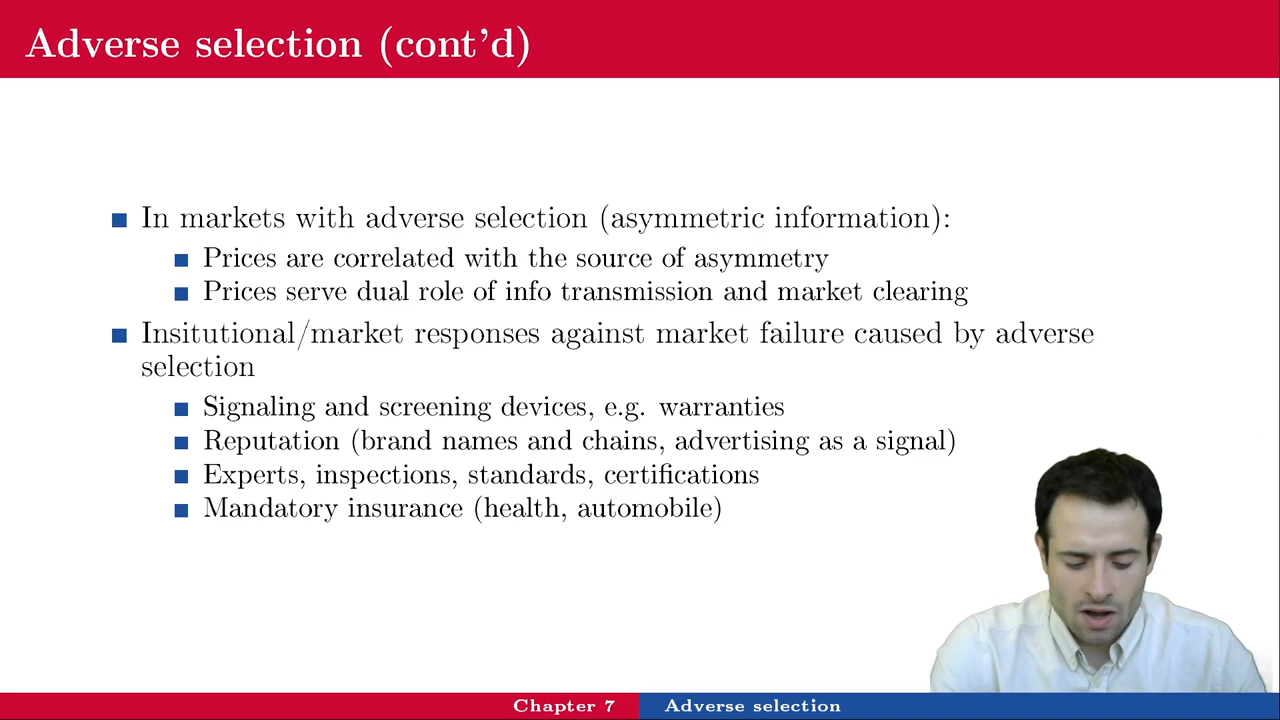 Adverse selection (cont'd)
In markets with adverse selection (asymmetric information):
Prices are correlated with the source of asymmetry
Prices serve dual role of info transmission and market clearing
Insitutional/market responses against market failure caused by adverse
selection
Signaling and screening devices, e.g. warranties
Reputation (brand names and chains, advertising as a signal)
Experts, inspections, standards, certifications
Mandatory insurance (health, automobile)
Chapter 7
Adverse selection